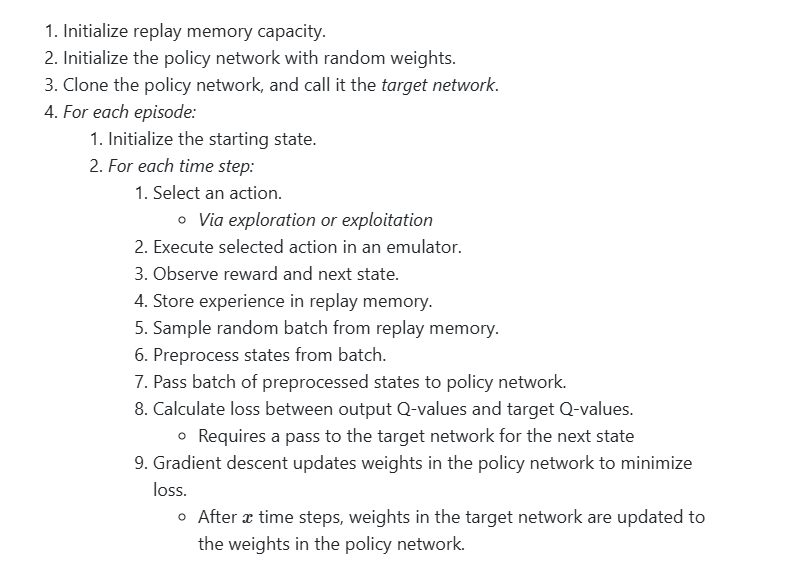 1. Initialize replay memory capacity.
2. Initialize the policy network with random weights.
3. Clone the policy network, and call it the target network.
4. For each episode:
1. Initialize the starting state.
2. For each time step:
1. Select an action.
◦ Via exploration or exploitation
2. Execute selected action in an emulator.
3. Observe reward and next state.
4. Store experience in replay memory.
5. Sample random batch from replay memory.
6. Preprocess states from batch.
7. Pass batch of preprocessed states to policy network.
8. Calculate loss between output Q-values and target Q-values.
◦ Requires a pass to the target network for the next state
9. Gradient descent updates weights in the policy network to minimize
loss.
◦ After x time steps, weights in the target network are updated to
the weights in the policy network.